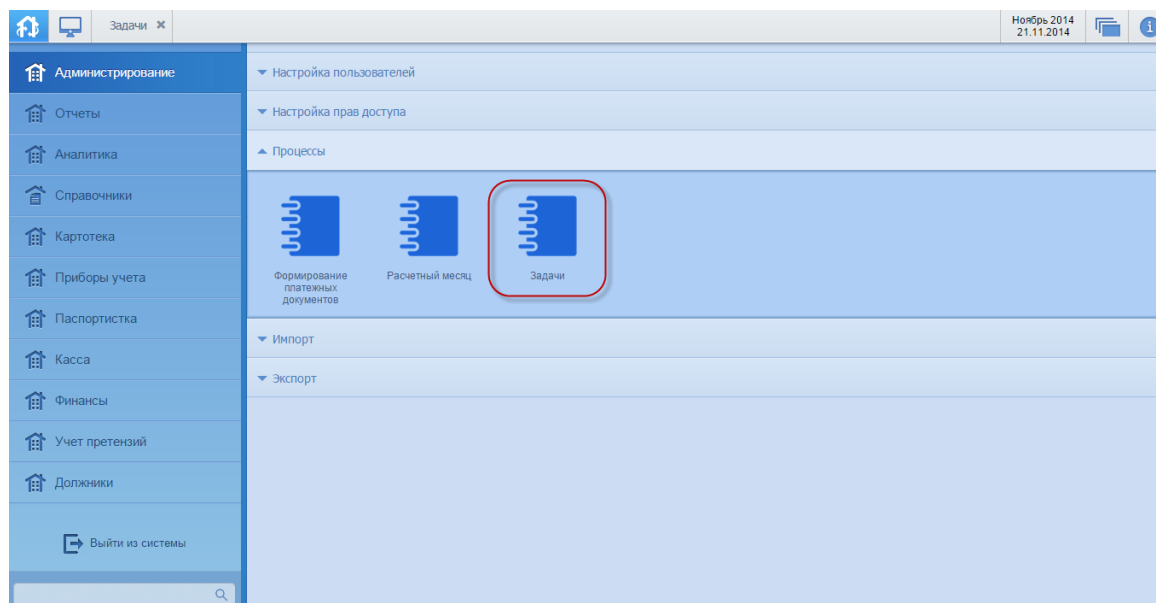 Задачи
Ноябрь 2014
21.11.2014
Администрирование
Отчеты
Аналитика
Справочники
Картотека
Приборы учета
Паспортистка
Касса
Финансы
Учет претензий
Должники
Выйти из системы
Настройка пользователей
Настройка прав доступа
Процессы
Формирование
платежных
документов
Расчетный месяц
Задачи
Импорт
Экспорт